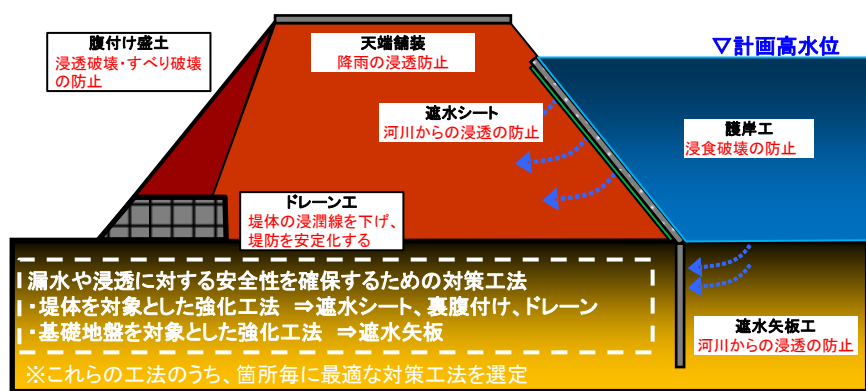 腹付け盛土
浸透破壊・すべり破壊
の防止
天端舗装
降雨の浸透防止
▽計画高水位
遮水シート
河川からの浸透の防止
護岸工
浸食破壊の防止
ドレーン工
堤体の浸潤線を下げ、
堤防を安定化する
漏水や浸透に対する安全性を確保するための対策工法
・堤体を対象とした強化工法 ⇒遮水シート、裏腹付け、ドレーン
・基礎地盤を対象とした強化工法 ⇒遮水矢板
遮水矢板工
河川からの浸透の防止
※これらの工法のうち、箇所毎に最適な対策工法を選定